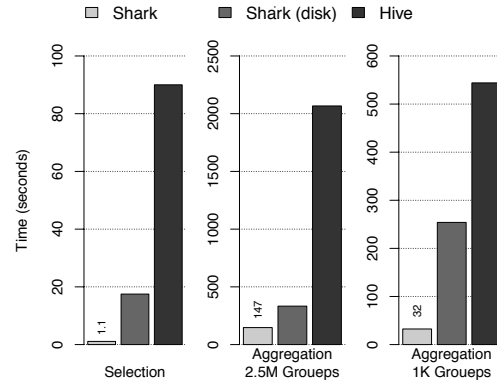 Shark Shark (disk) Hive
Time (seconds)
0 20 40 60 80 100
1.1
Selection
0 500 1000 1500 2000 2500
147
Aggregation
2.5M Groueps
0 100 200 300 400 500 600
32
Aggregation
1K Groueps